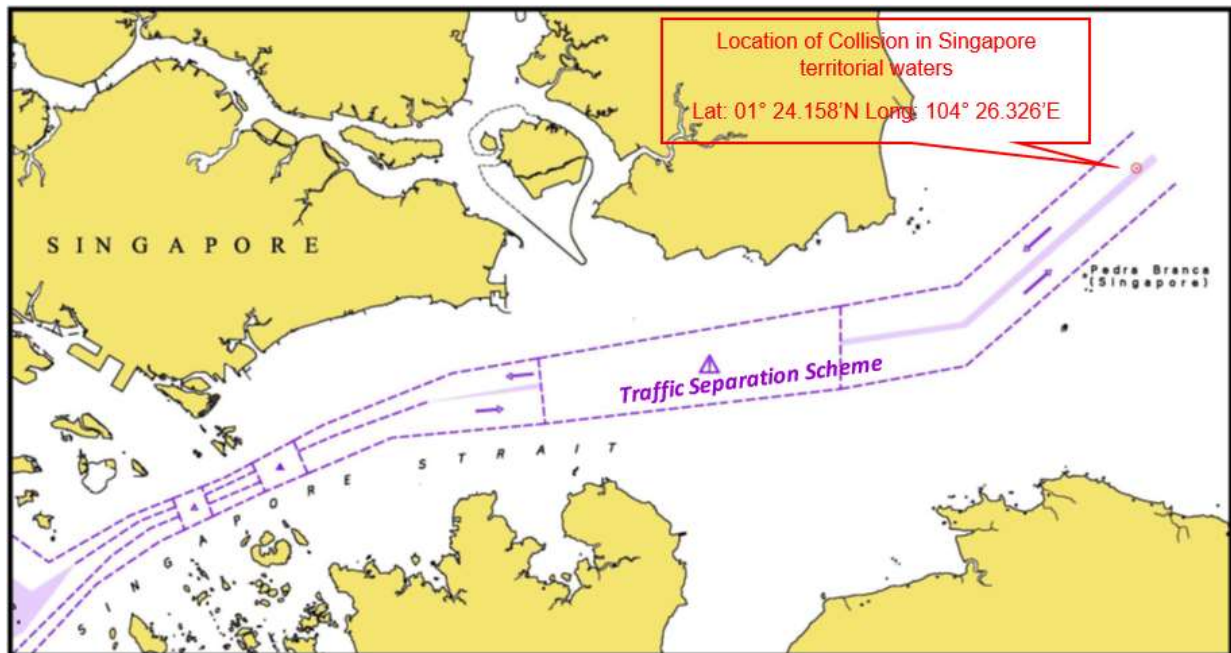 Location of Collision in Singapore
territorial waters
Lat: 01° 24.158’N Long: 104° 26.326’E
SINGAPORE
Pedra Branca
(Singapore)
Traffic Separation Scheme
SINGAPORE STRAIT